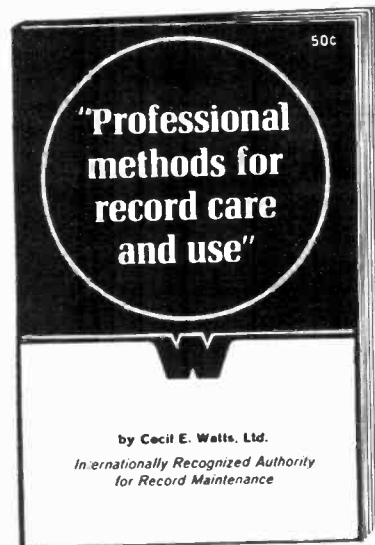 50¢
"Professional
methods for
record care
and use"
W
by Cecil E. Watts, Ltd.
Internationally Recognized Authority
for Record Maintenance